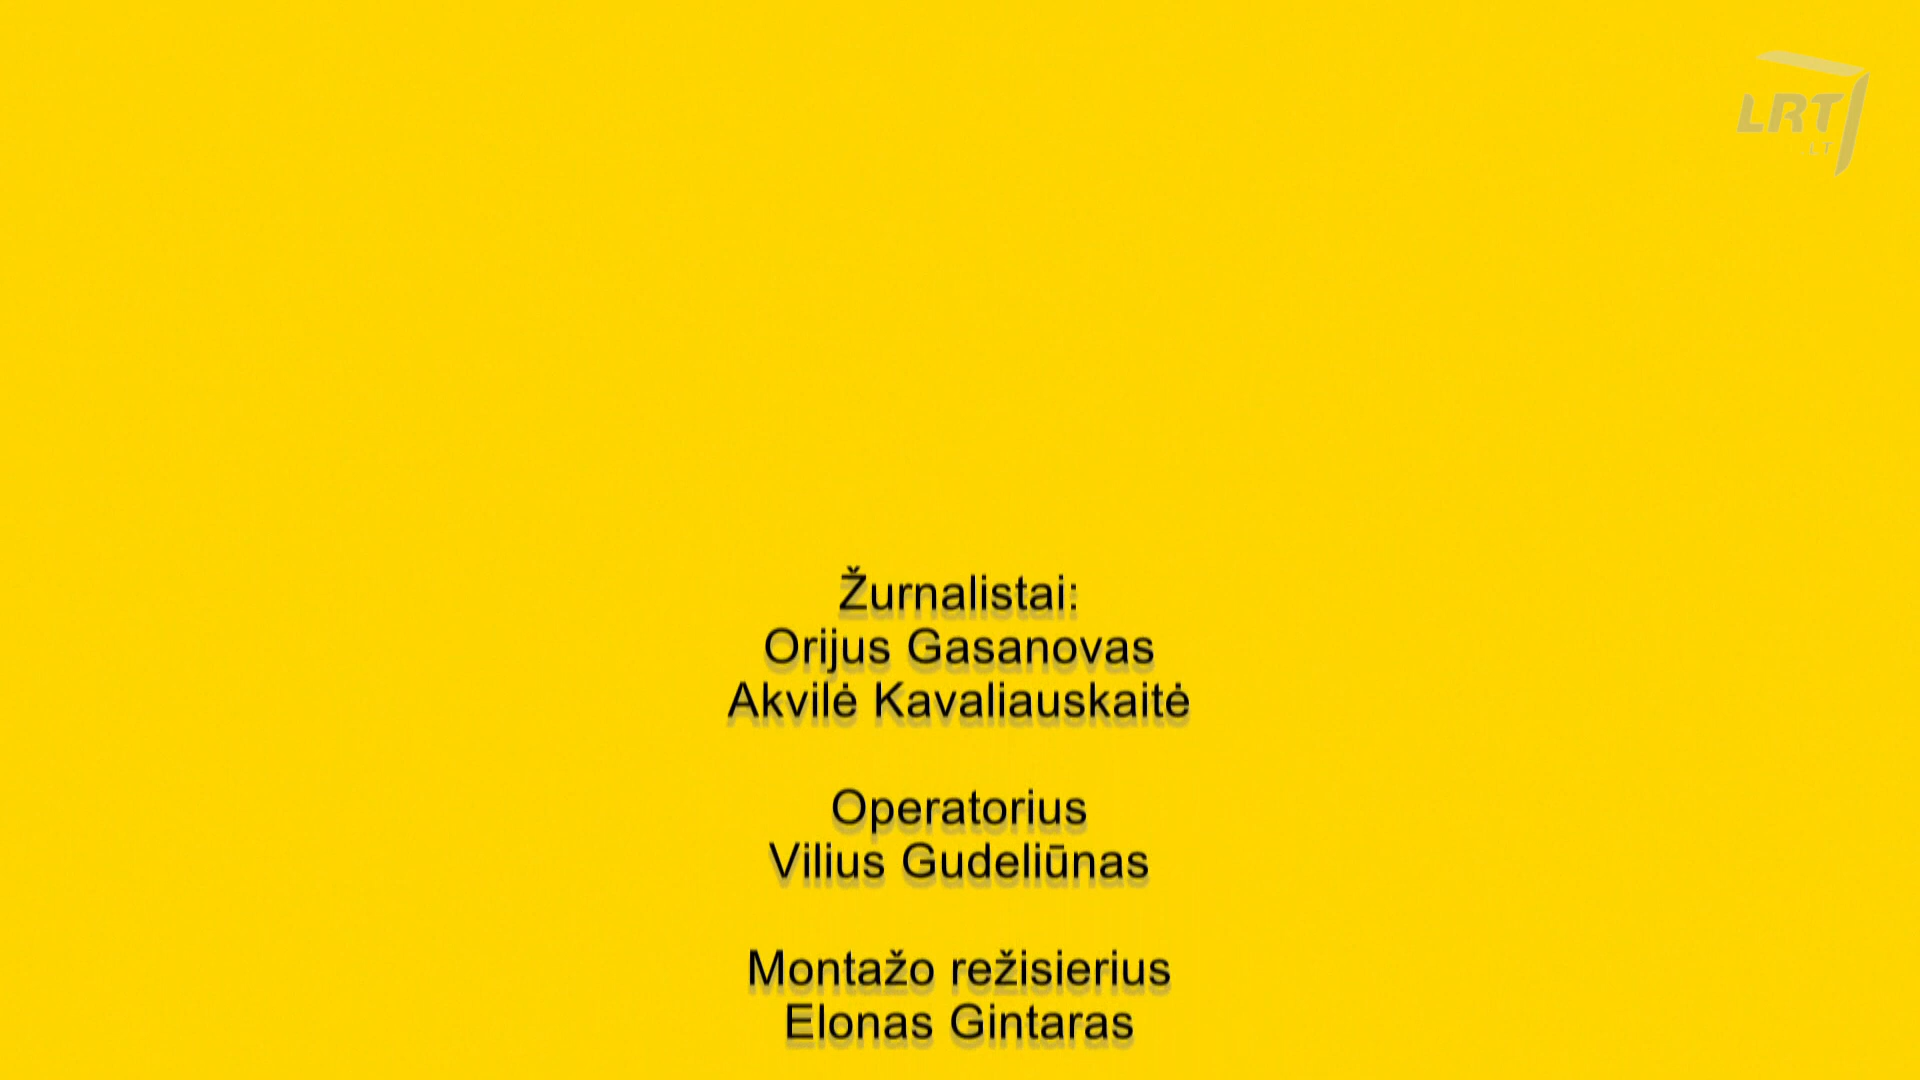 LRT
.LT
Žurnalistai:
Orijus Gasanovas
Akvilė Kavaliauskaitė
Operatorius
Vilius Gudeliūnas
Montažo režisierius
Elonas Gintaras